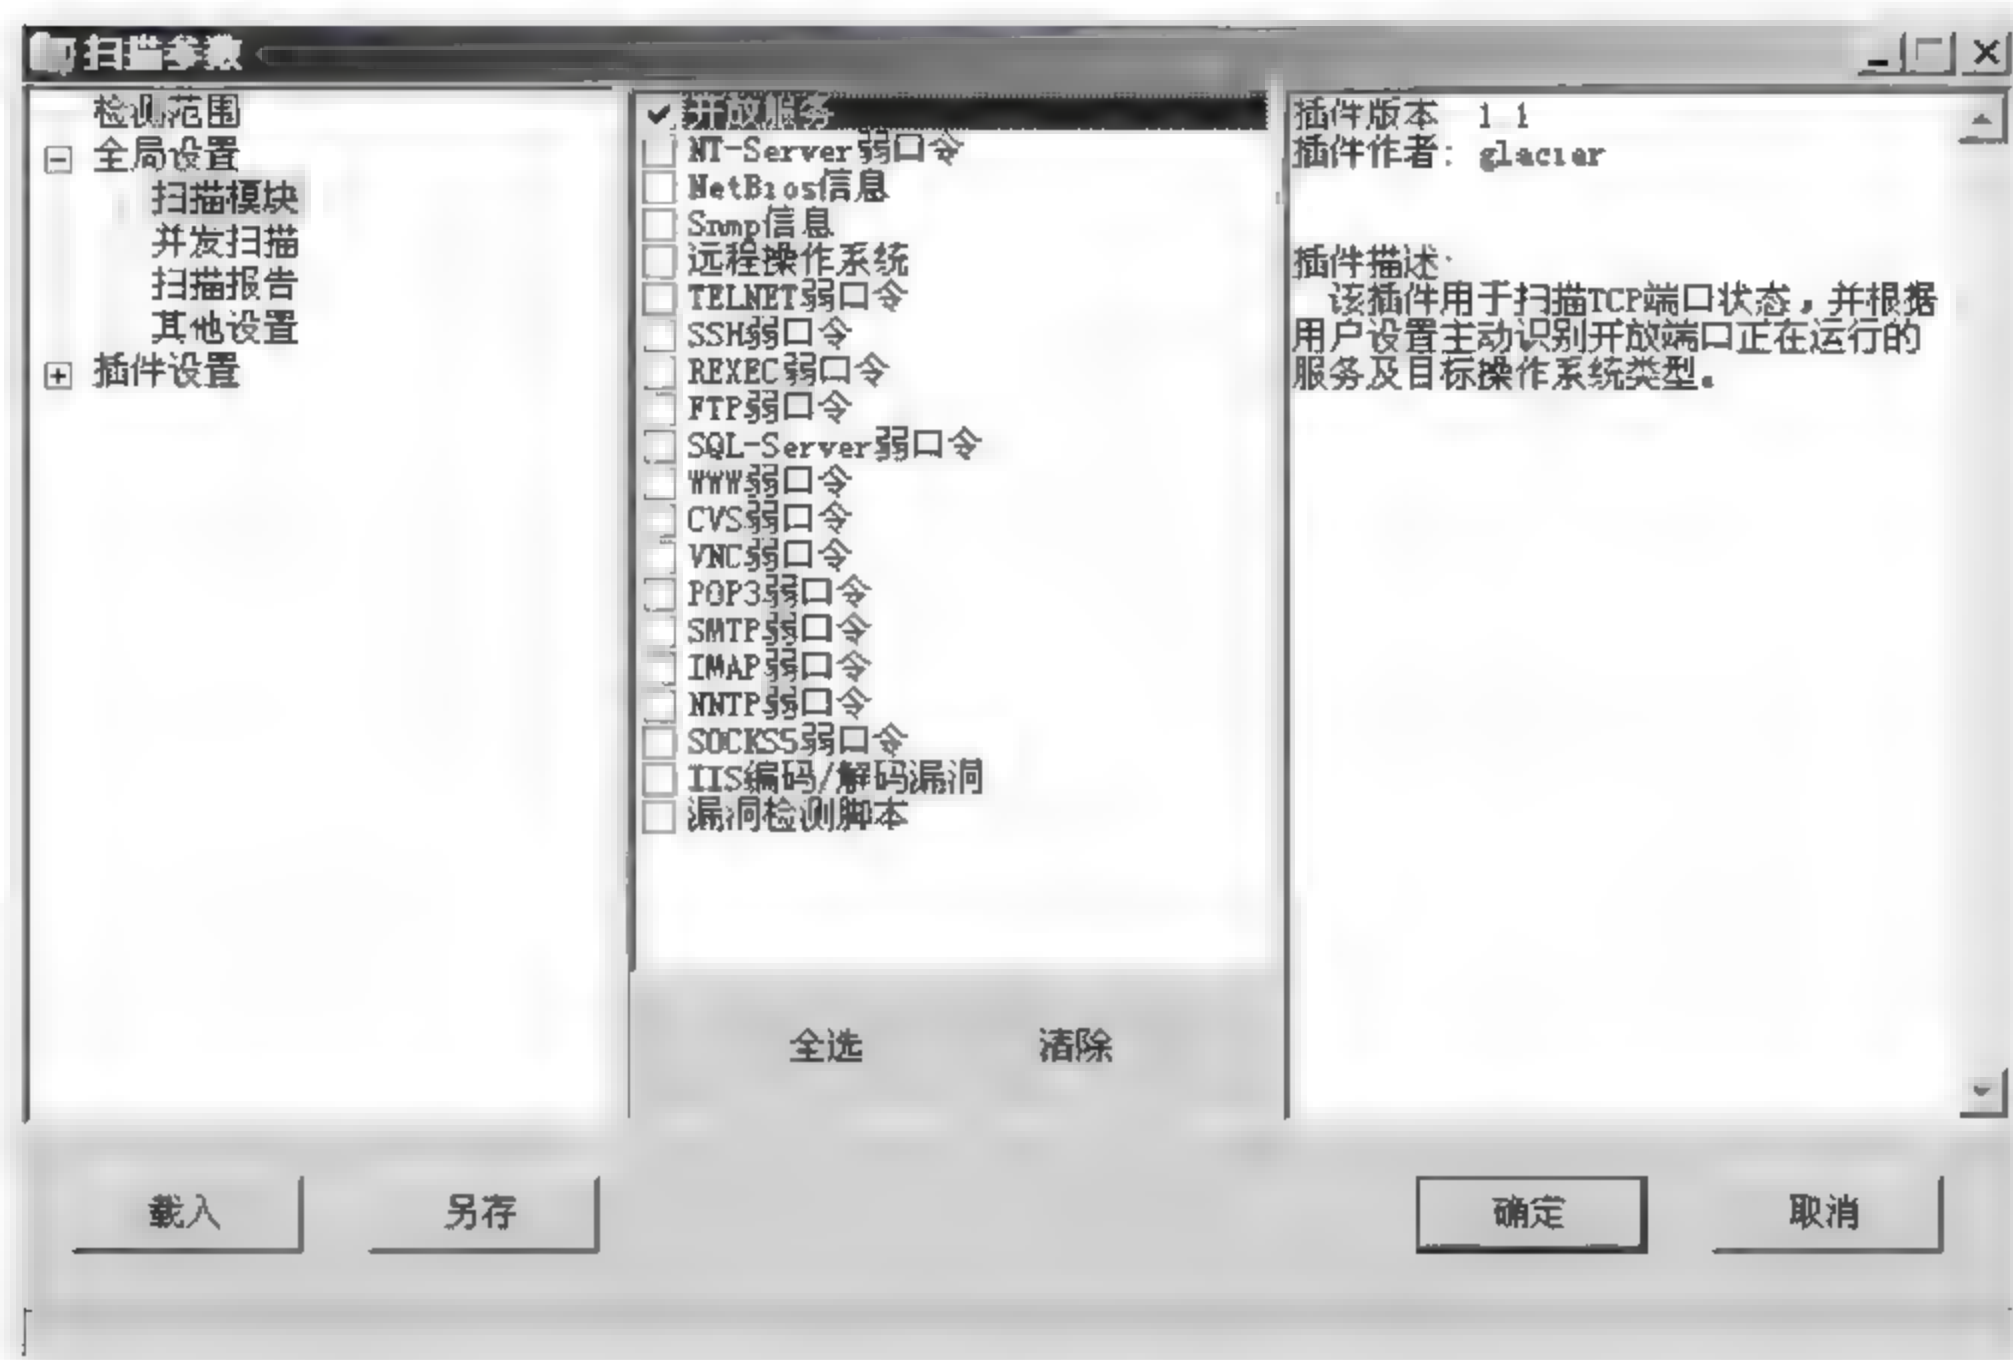 扫描参数
检测范围
全局设置
扫描模块
并发扫描
扫描报告
其他设置
插件设置
开放服务
NT-Server弱口令
NetBios信息
Snmp信息
远程操作系统
TELNET弱口令
SSH弱口令
REXEC弱口令
FTP弱口令
SQL-Server弱口令
WWW弱口令
CVS弱口令
VNC弱口令
POP3弱口令
SMTP弱口令
IMAP弱口令
NNTP弱口令
SOCKS5弱口令
IIS编码/解码漏洞
漏洞检测脚本
全选
清除
插件版本 1.1
插件作者: glacier
插件描述:
该插件用于扫描TCP端口状态，并根据
用户设置主动识别开放端口正在运行的
服务及目标操作系统类型。
载入
另存
确定
取消